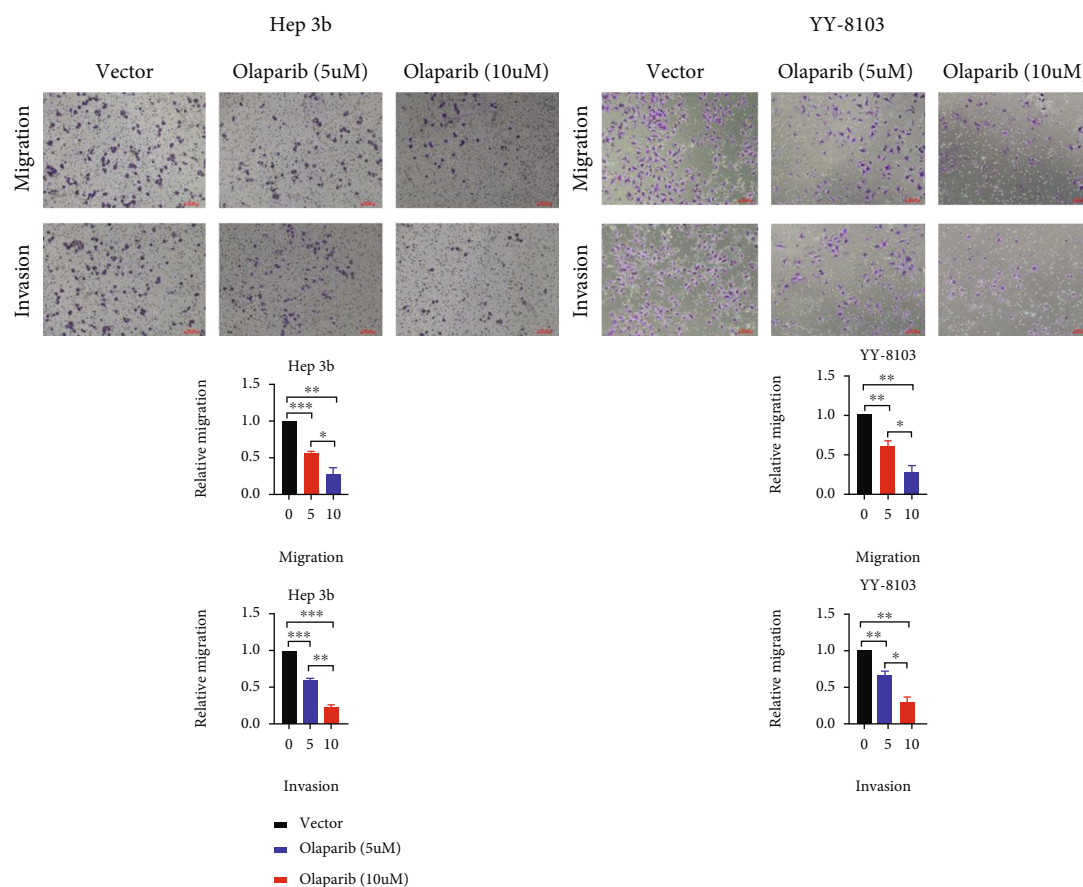 Hep 3b
YY-8103
Vector Olaparib (5uM) Olaparib (10uM)
Vector Olaparib (5uM) Olaparib (10uM)
Migration
Migration
Invasion
Invasion
Hep 3b
Relative migration
1.5
1.0
0.5
0.0
**
***
*
0 5 10
Migration
YY-8103
Relative migration
1.5
1.0
0.5
0.0
**
**
*
0 5 10
Migration
Hep 3b
Relative migration
1.5
1.0
0.5
0.0
***
***
**
0 5 10
Invasion
YY-8103
Relative migration
1.5
1.0
0.5
0.0
**
**
*
0 5 10
Invasion
Vector
Olaparib (5uM)
Olaparib (10uM)